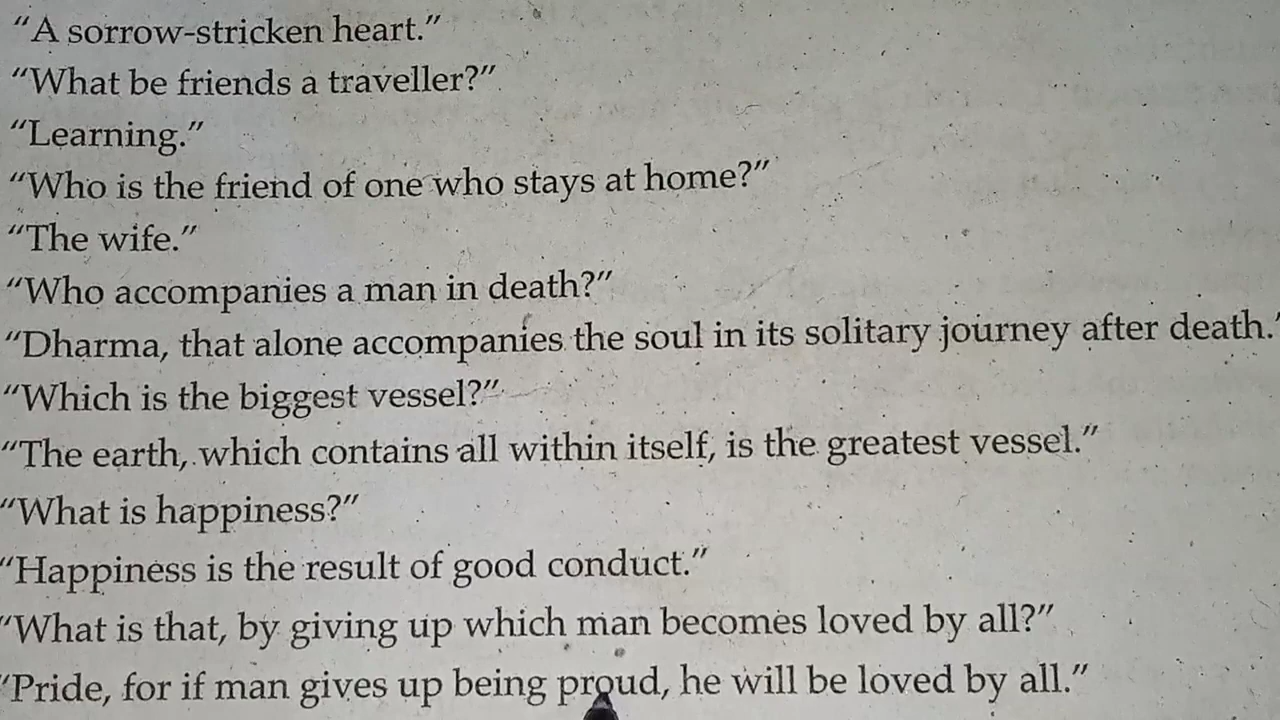 “A sorrow-stricken heart.”
“What be friends a traveller?”
“Learning.”
“Who is the friend of one who stays at home?”
“The wife.”
“Who accompanies a man in death?”
“Dharma, that alone accompanies the soul in its solitary journey after death.”
“Which is the biggest vessel?”
“The earth, which contains all within itself, is the greatest vessel.”
“What is happiness?”
“Happiness is the result of good conduct.”
“What is that, by giving up which man becomes loved by all?”
“Pride, for if man gives up being proud, he will be loved by all.”